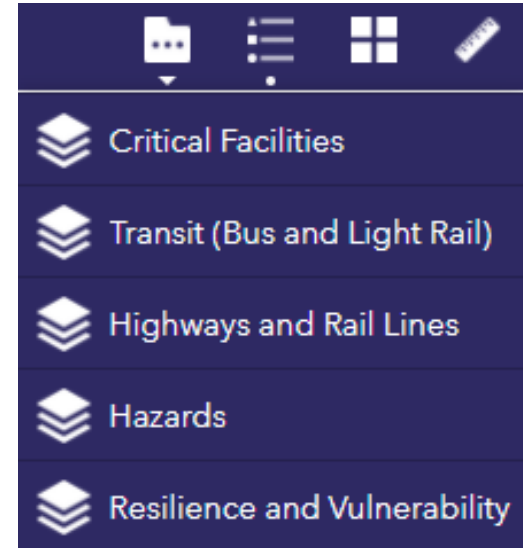 Critical Facilities
Transit (Bus and Light Rail)
Highways and Rail Lines
Hazards
Resilience and Vulnerability